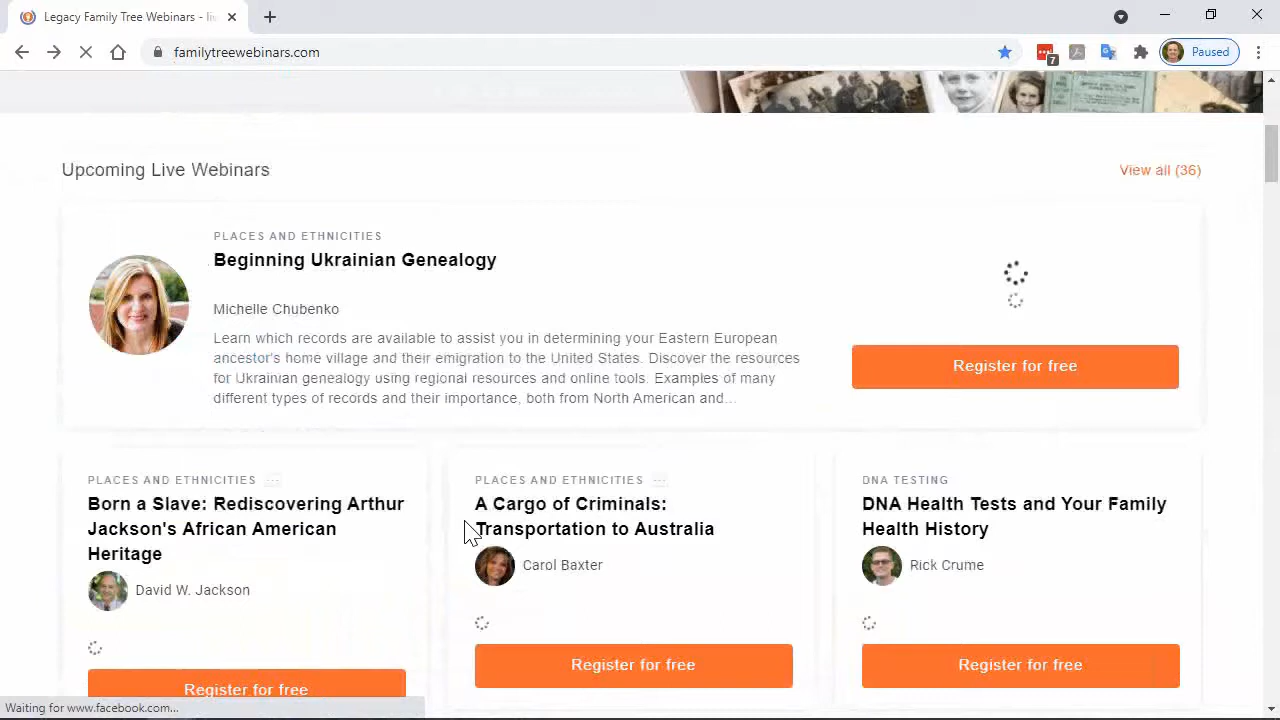 Legacy Family Tree Webinars - li
familytreewebinars.com
7
Paused
Upcoming Live Webinars
View all (36)
PLACES AND ETHNICITIES
Beginning Ukrainian Genealogy
Michelle Chubenko
Learn which records are available to assist you in determining your Eastern European
ancestor's home village and their emigration to the United States. Discover the resources
for Ukrainian genealogy using regional resources and online tools. Examples of many
different types of records and their importance, both from North American and...
Register for free
PLACES AND ETHNICITIES ...
Born a Slave: Rediscovering Arthur
Jackson's African American
Heritage
David W. Jackson
Register for free
PLACES AND ETHNICITIES ...
A Cargo of Criminals:
Transportation to Australia
Carol Baxter
Register for free
DNA TESTING
DNA Health Tests and Your Family
Health History
Rick Crume
Register for free
Waiting for www.facebook.com...